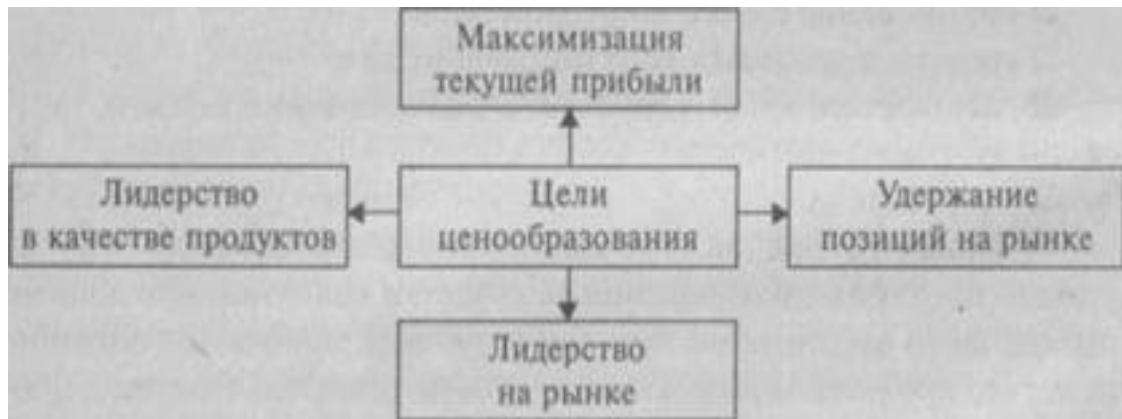 Максимизация
текущей прибыли
Лидерство
в качестве продуктов
Цели
ценообразования
Удержание
позиций на рынке
Лидерство
на рынке